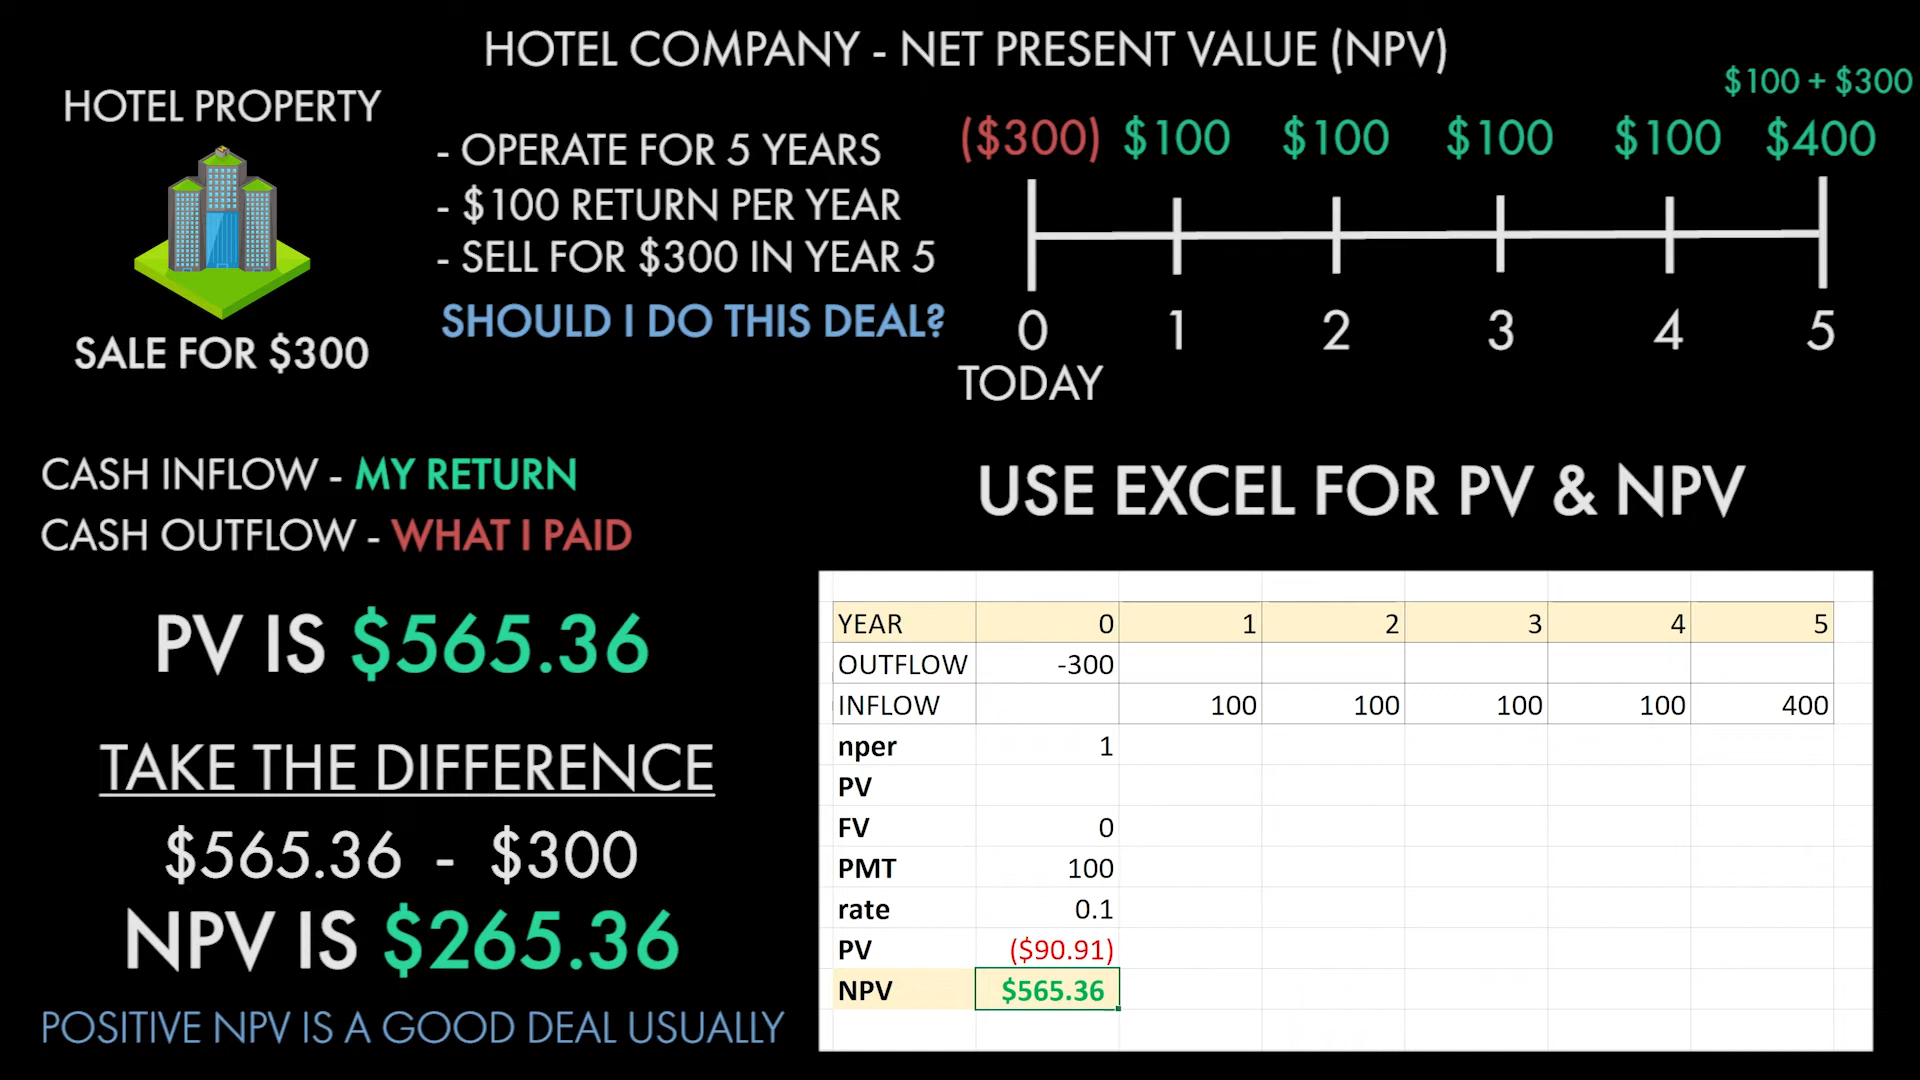 HOTEL COMPANY - NET PRESENT VALUE (NPV)
HOTEL PROPERTY
SALE FOR $300
- OPERATE FOR 5 YEARS
- $100 RETURN PER YEAR
- SELL FOR $300 IN YEAR 5
SHOULD I DO THIS DEAL?
$100 + $300
($300) $100 $100 $100 $100 $400
0 1 2 3 4 5
TODAY
CASH INFLOW - MY RETURN
CASH OUTFLOW - WHAT I PAID
PV IS $565.36
TAKE THE DIFFERENCE
$565.36 - $300
NPV IS $265.36
POSITIVE NPV IS A GOOD DEAL USUALLY
USE EXCEL FOR PV & NPV
YEAR 0 1 2 3 4 5
OUTFLOW -300
INFLOW 100 100 100 100 400
nper 1
PV
FV 0
PMT 100
rate 0.1
PV ($90.91)
NPV $565.36